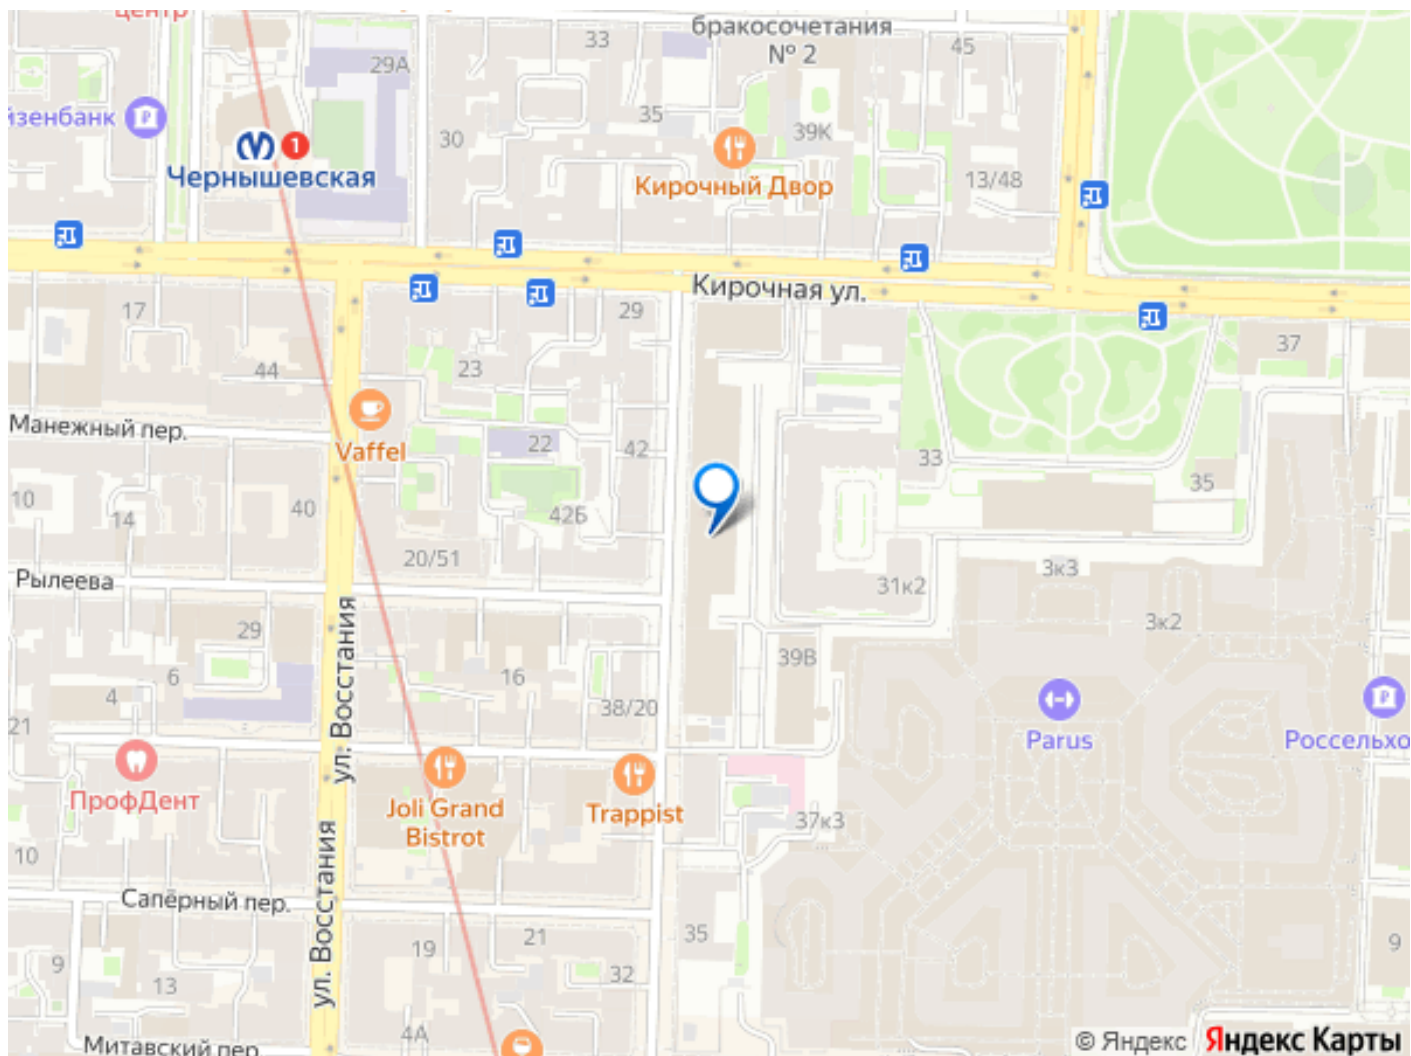 центр
бракосочетания
№ 2
33
45
29А
йзенбанк
35
39К
30
1
Чернышевская
Кирочный Двор
13/48
Кирочная ул.
17
29
37
44
23
Манежный пер.
Vaffel
22
42
33
35
10
14
40
42Б
20/51
Рылеева
31к2
3к3
3к2
ул. Восстания
29
39В
6
16
4
38/20
21
Parus
Россельхо
ПрофДент
Joli Grand
Bistrot
Trappist
37к3
10
Сапёрный пер.
ул. Восстания
19
21
35
9
9
13
32
4А
Митавский пер.
© Яндекс Яндекс Карты